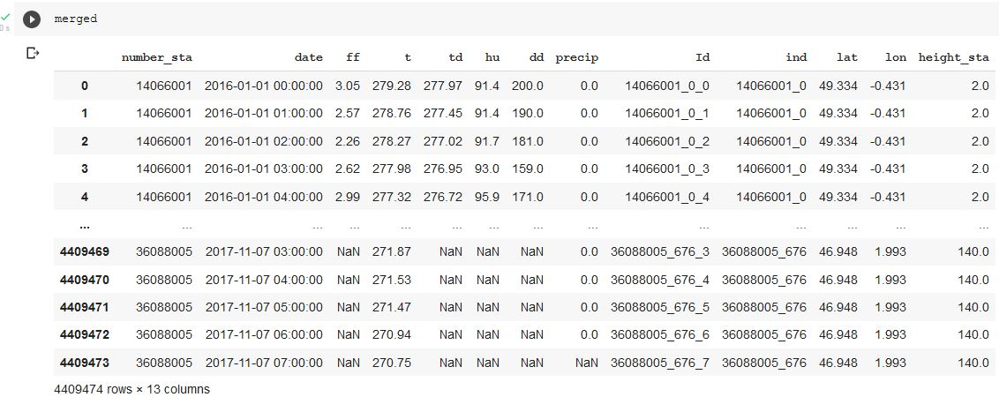 merged
0 s
number_sta date ff t td hu dd precip Id ind lat lon height_sta
0 14066001 2016-01-01 00:00:00 3.05 279.28 277.97 91.4 200.0 0.0 14066001_0_0 14066001_0 49.334 -0.431 2.0
1 14066001 2016-01-01 01:00:00 2.57 278.76 277.45 91.4 190.0 0.0 14066001_0_1 14066001_0 49.334 -0.431 2.0
2 14066001 2016-01-01 02:00:00 2.26 278.27 277.02 91.7 181.0 0.0 14066001_0_2 14066001_0 49.334 -0.431 2.0
3 14066001 2016-01-01 03:00:00 2.62 277.98 276.95 93.0 159.0 0.0 14066001_0_3 14066001_0 49.334 -0.431 2.0
4 14066001 2016-01-01 04:00:00 2.99 277.32 276.72 95.9 171.0 0.0 14066001_0_4 14066001_0 49.334 -0.431 2.0
... ... ... ... ... ... ... ... ... ... ... ... ... ...
4409469 36088005 2017-11-07 03:00:00 NaN 271.87 NaN NaN NaN 0.0 36088005_676_3 36088005_676 46.948 1.993 140.0
4409470 36088005 2017-11-07 04:00:00 NaN 271.53 NaN NaN NaN 0.0 36088005_676_4 36088005_676 46.948 1.993 140.0
4409471 36088005 2017-11-07 05:00:00 NaN 271.47 NaN NaN NaN 0.0 36088005_676_5 36088005_676 46.948 1.993 140.0
4409472 36088005 2017-11-07 06:00:00 NaN 270.94 NaN NaN NaN 0.0 36088005_676_6 36088005_676 46.948 1.993 140.0
4409473 36088005 2017-11-07 07:00:00 NaN 270.75 NaN NaN NaN NaN 36088005_676_7 36088005_676 46.948 1.993 140.0
4409474 rows × 13 columns